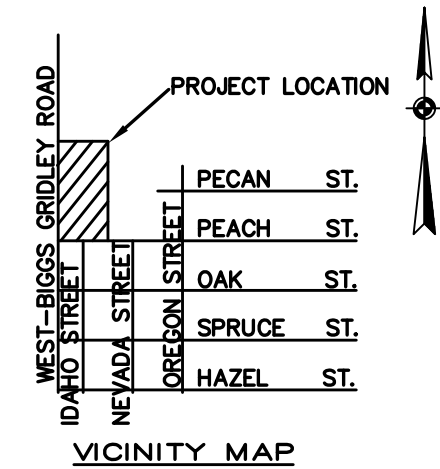 PROJECT LOCATION
WEST-BIGGS GRIDLEY ROAD
PECAN ST.
PEACH ST.
OAK ST.
SPRUCE ST.
HAZEL ST.
IDAHO STREET
NEVADA STREET
OREGON STREET
VICINITY MAP